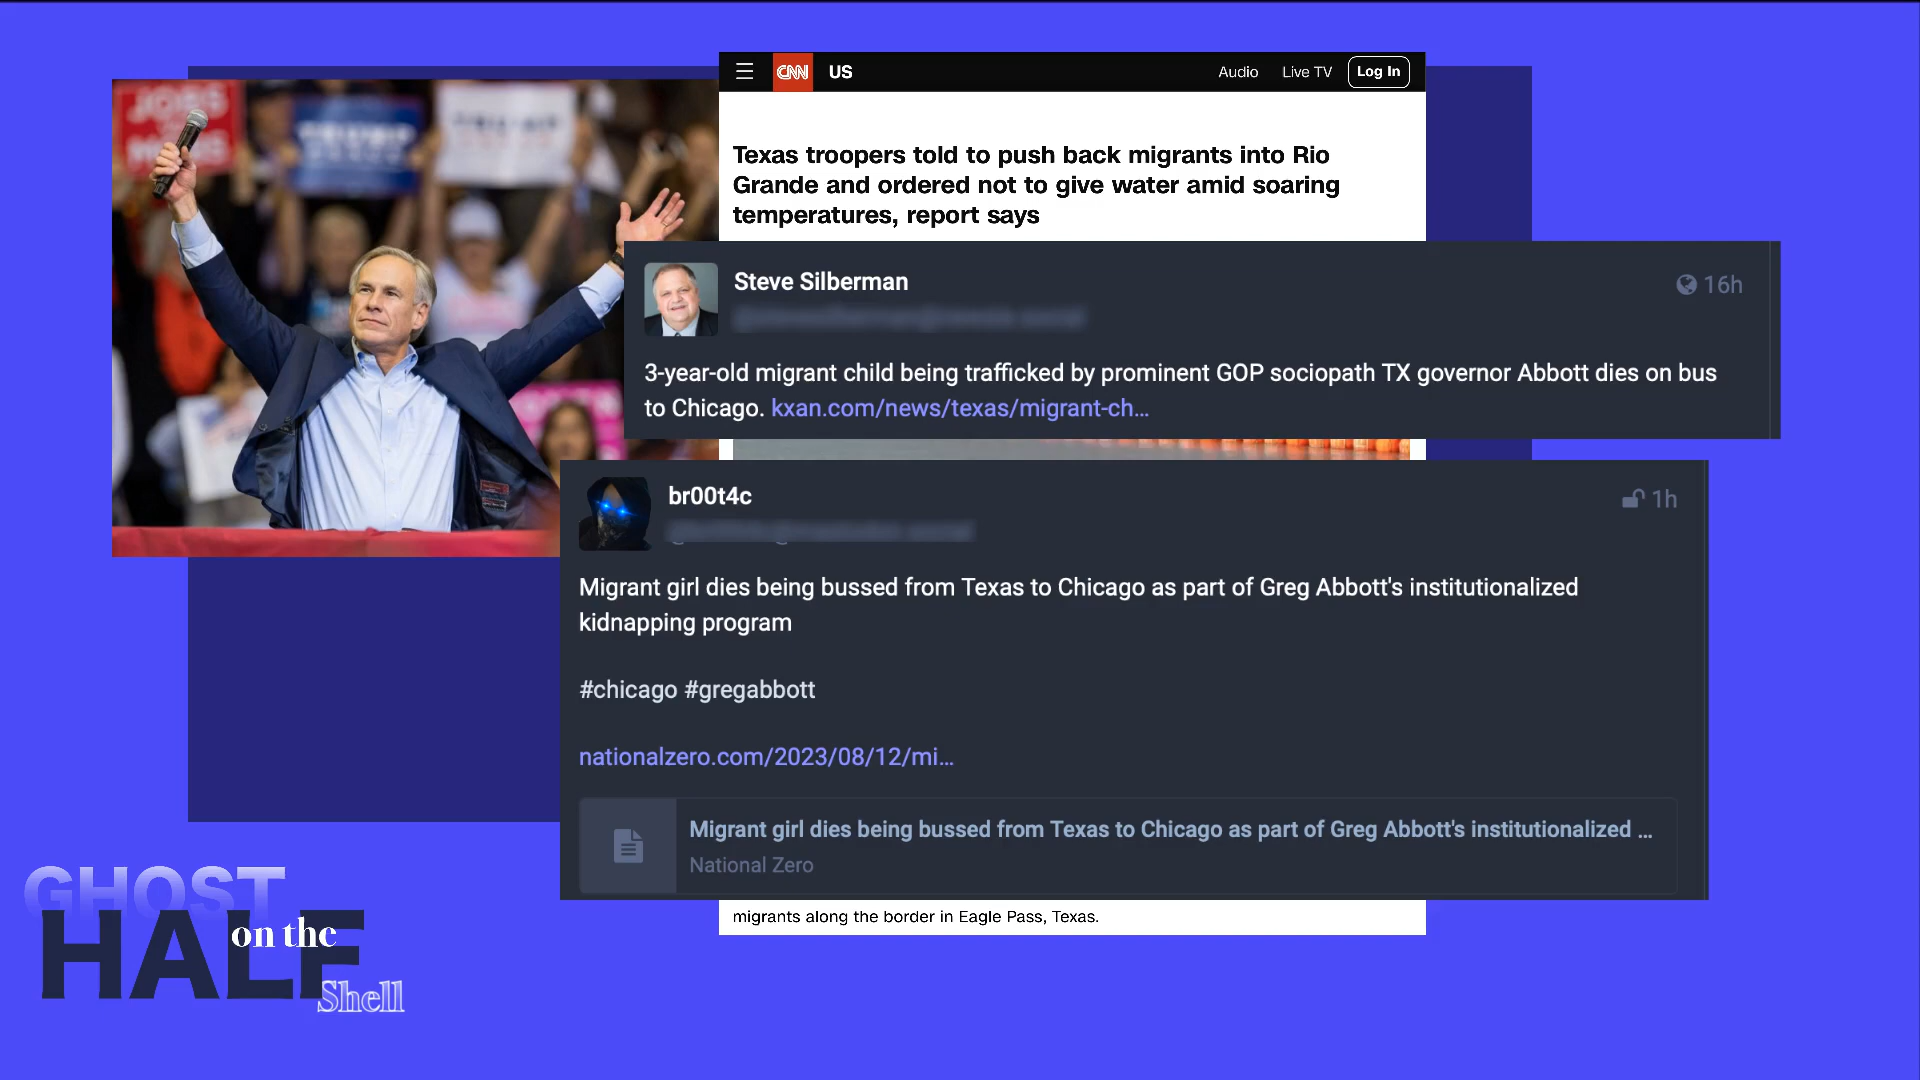 JOBS
TRUMP
TRUMP
CNN US Audio Live TV Log In
Texas troopers told to push back migrants into Rio
Grande and ordered not to give water amid soaring
temperatures, report says
Steve Silberman
16h
3-year-old migrant child being trafficked by prominent GOP sociopath TX governor Abbott dies on bus
to Chicago. kxan.com/news/texas/migrant-ch…
br00t4c
1h
Migrant girl dies being bussed from Texas to Chicago as part of Greg Abbott's institutionalized
kidnapping program
#chicago #gregabbott
nationalzero.com/2023/08/12/mi…
Migrant girl dies being bussed from Texas to Chicago as part of Greg Abbott's institutionalized ...
National Zero
migrants along the border in Eagle Pass, Texas.
GHOST
on the
HALF
Shell